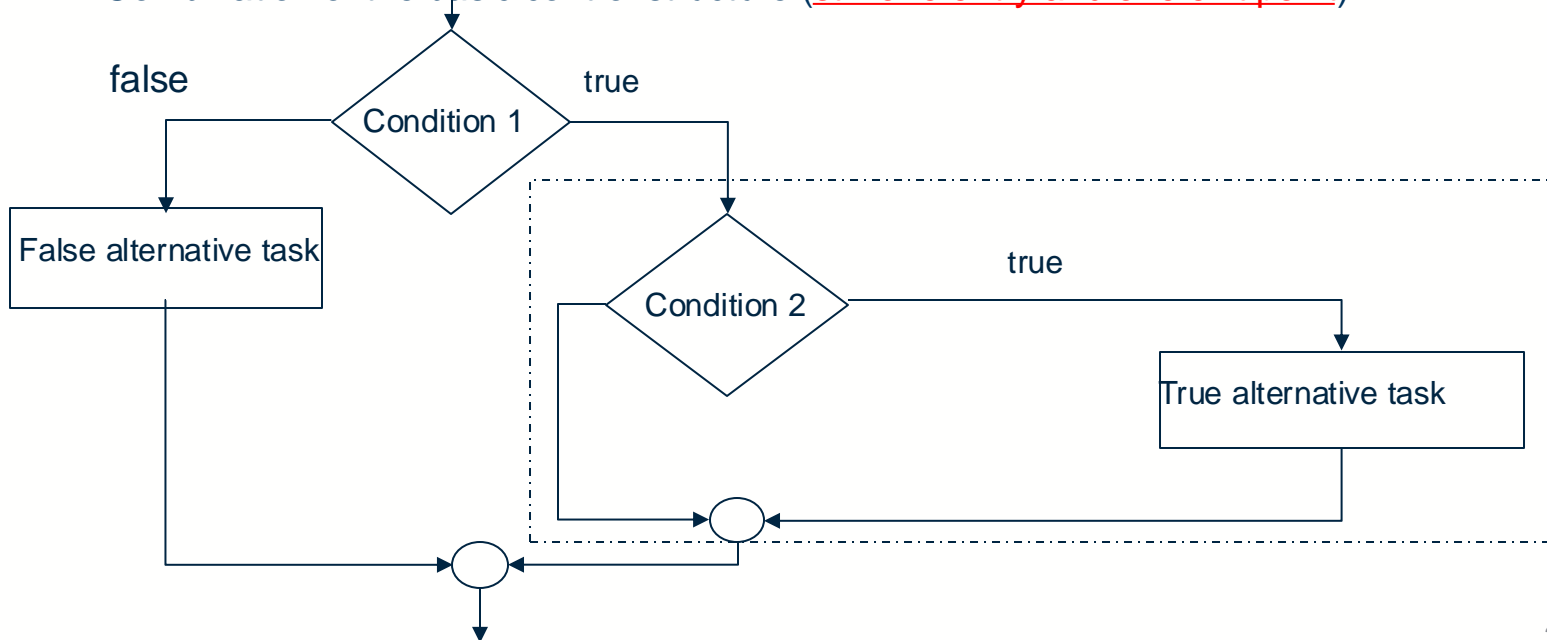 false
true
Condition 1
False alternative task
true
Condition 2
True alternative task